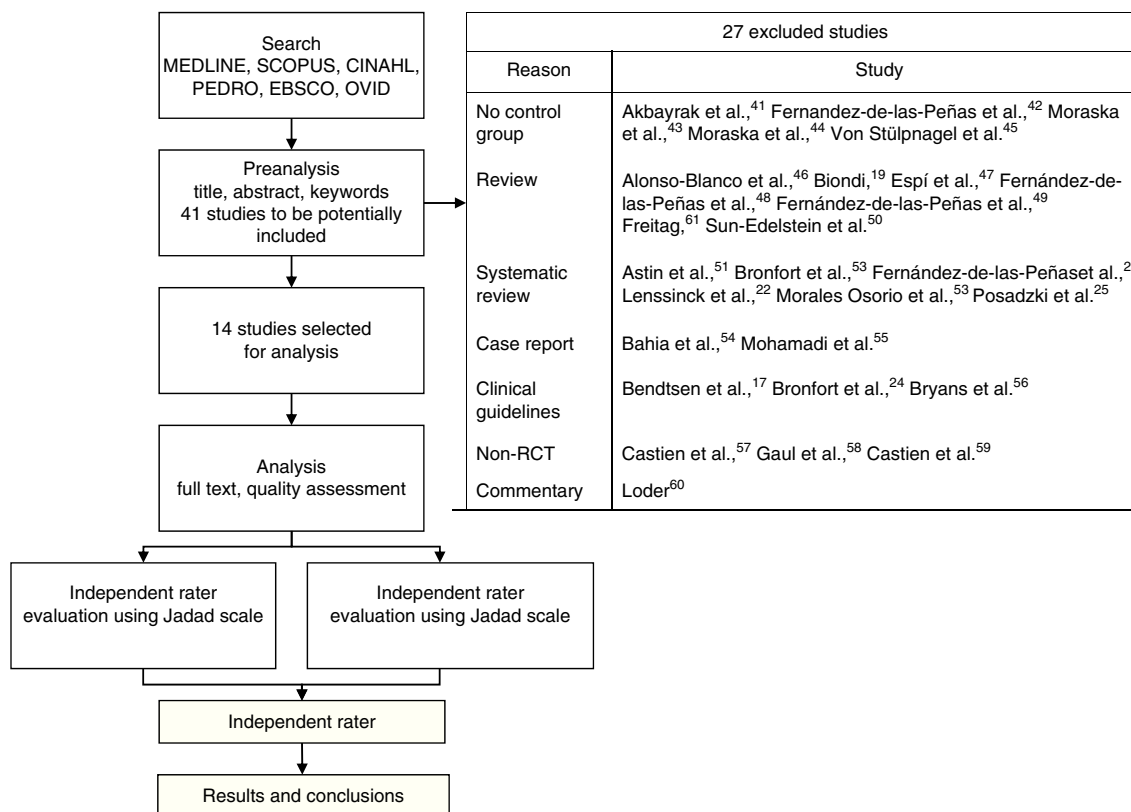 Search
MEDLINE, SCOPUS, CINAHL,
PEDRO, EBSCO, OVID
Preanalysis
title, abstract, keywords
41 studies to be potentially
included
14 studies selected
for analysis
Analysis
full text, quality assessment
Independent rater
evaluation using Jadad scale
Independent rater
evaluation using Jadad scale
Independent rater
Results and conclusions
27 excluded studies
Reason
Study
No control
group
Akbayrak et al.,41 Fernandez-de-las-Peñas et al.,42 Moraska
et al.,43 Moraska et al.,44 Von Stülpnagel et al.45
Review
Alonso-Blanco et al.,46 Biondi,19 Espí et al.,47 Fernández-de-
las-Peñas et al.,48 Fernández-de-las-Peñas et al.,49
Freitag,61 Sun-Edelstein et al.50
Systematic
review
Astin et al.,51 Bronfort et al.,53 Fernández-de-las-Peñaset al.,2
Lenssinck et al.,22 Morales Osorio et al.,53 Posadzki et al.25
Case report
Bahia et al.,54 Mohamadi et al.55
Clinical
guidelines
Bendtsen et al.,17 Bronfort et al.,24 Bryans et al.56
Non-RCT
Castien et al.,57 Gaul et al.,58 Castien et al.59
Commentary
Loder60